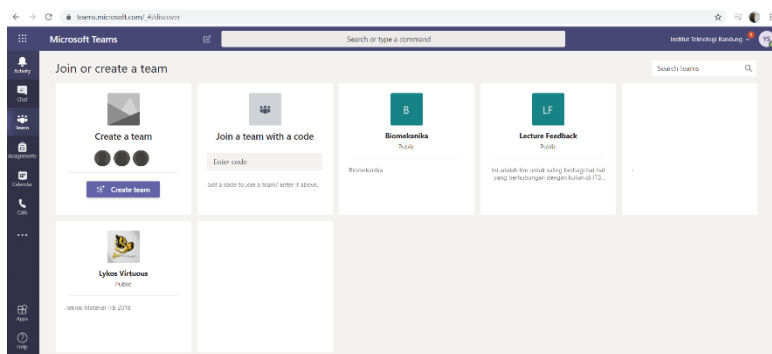 teams.microsoft.com/_#/discover
Microsoft Teams
Search or type a command
Institut Teknologi Bandung
YS
Activity
Chat
Teams
Assignments
Calendar
Calls
...
Apps
Help
Join or create a team
Search teams
Create a team
Create team
Join a team with a code
Enter code
Got a code to join a team? Enter it above.
B
Biomekanika
Public
Biomekanika
LF
Lecture Feedback
Public
Ini adalah tim untuk saling berbagi hal-hal
yang berhubungan dengan kuliah di ITB...
Lykos Virtuous
Public
Teknik Material ITB 2018